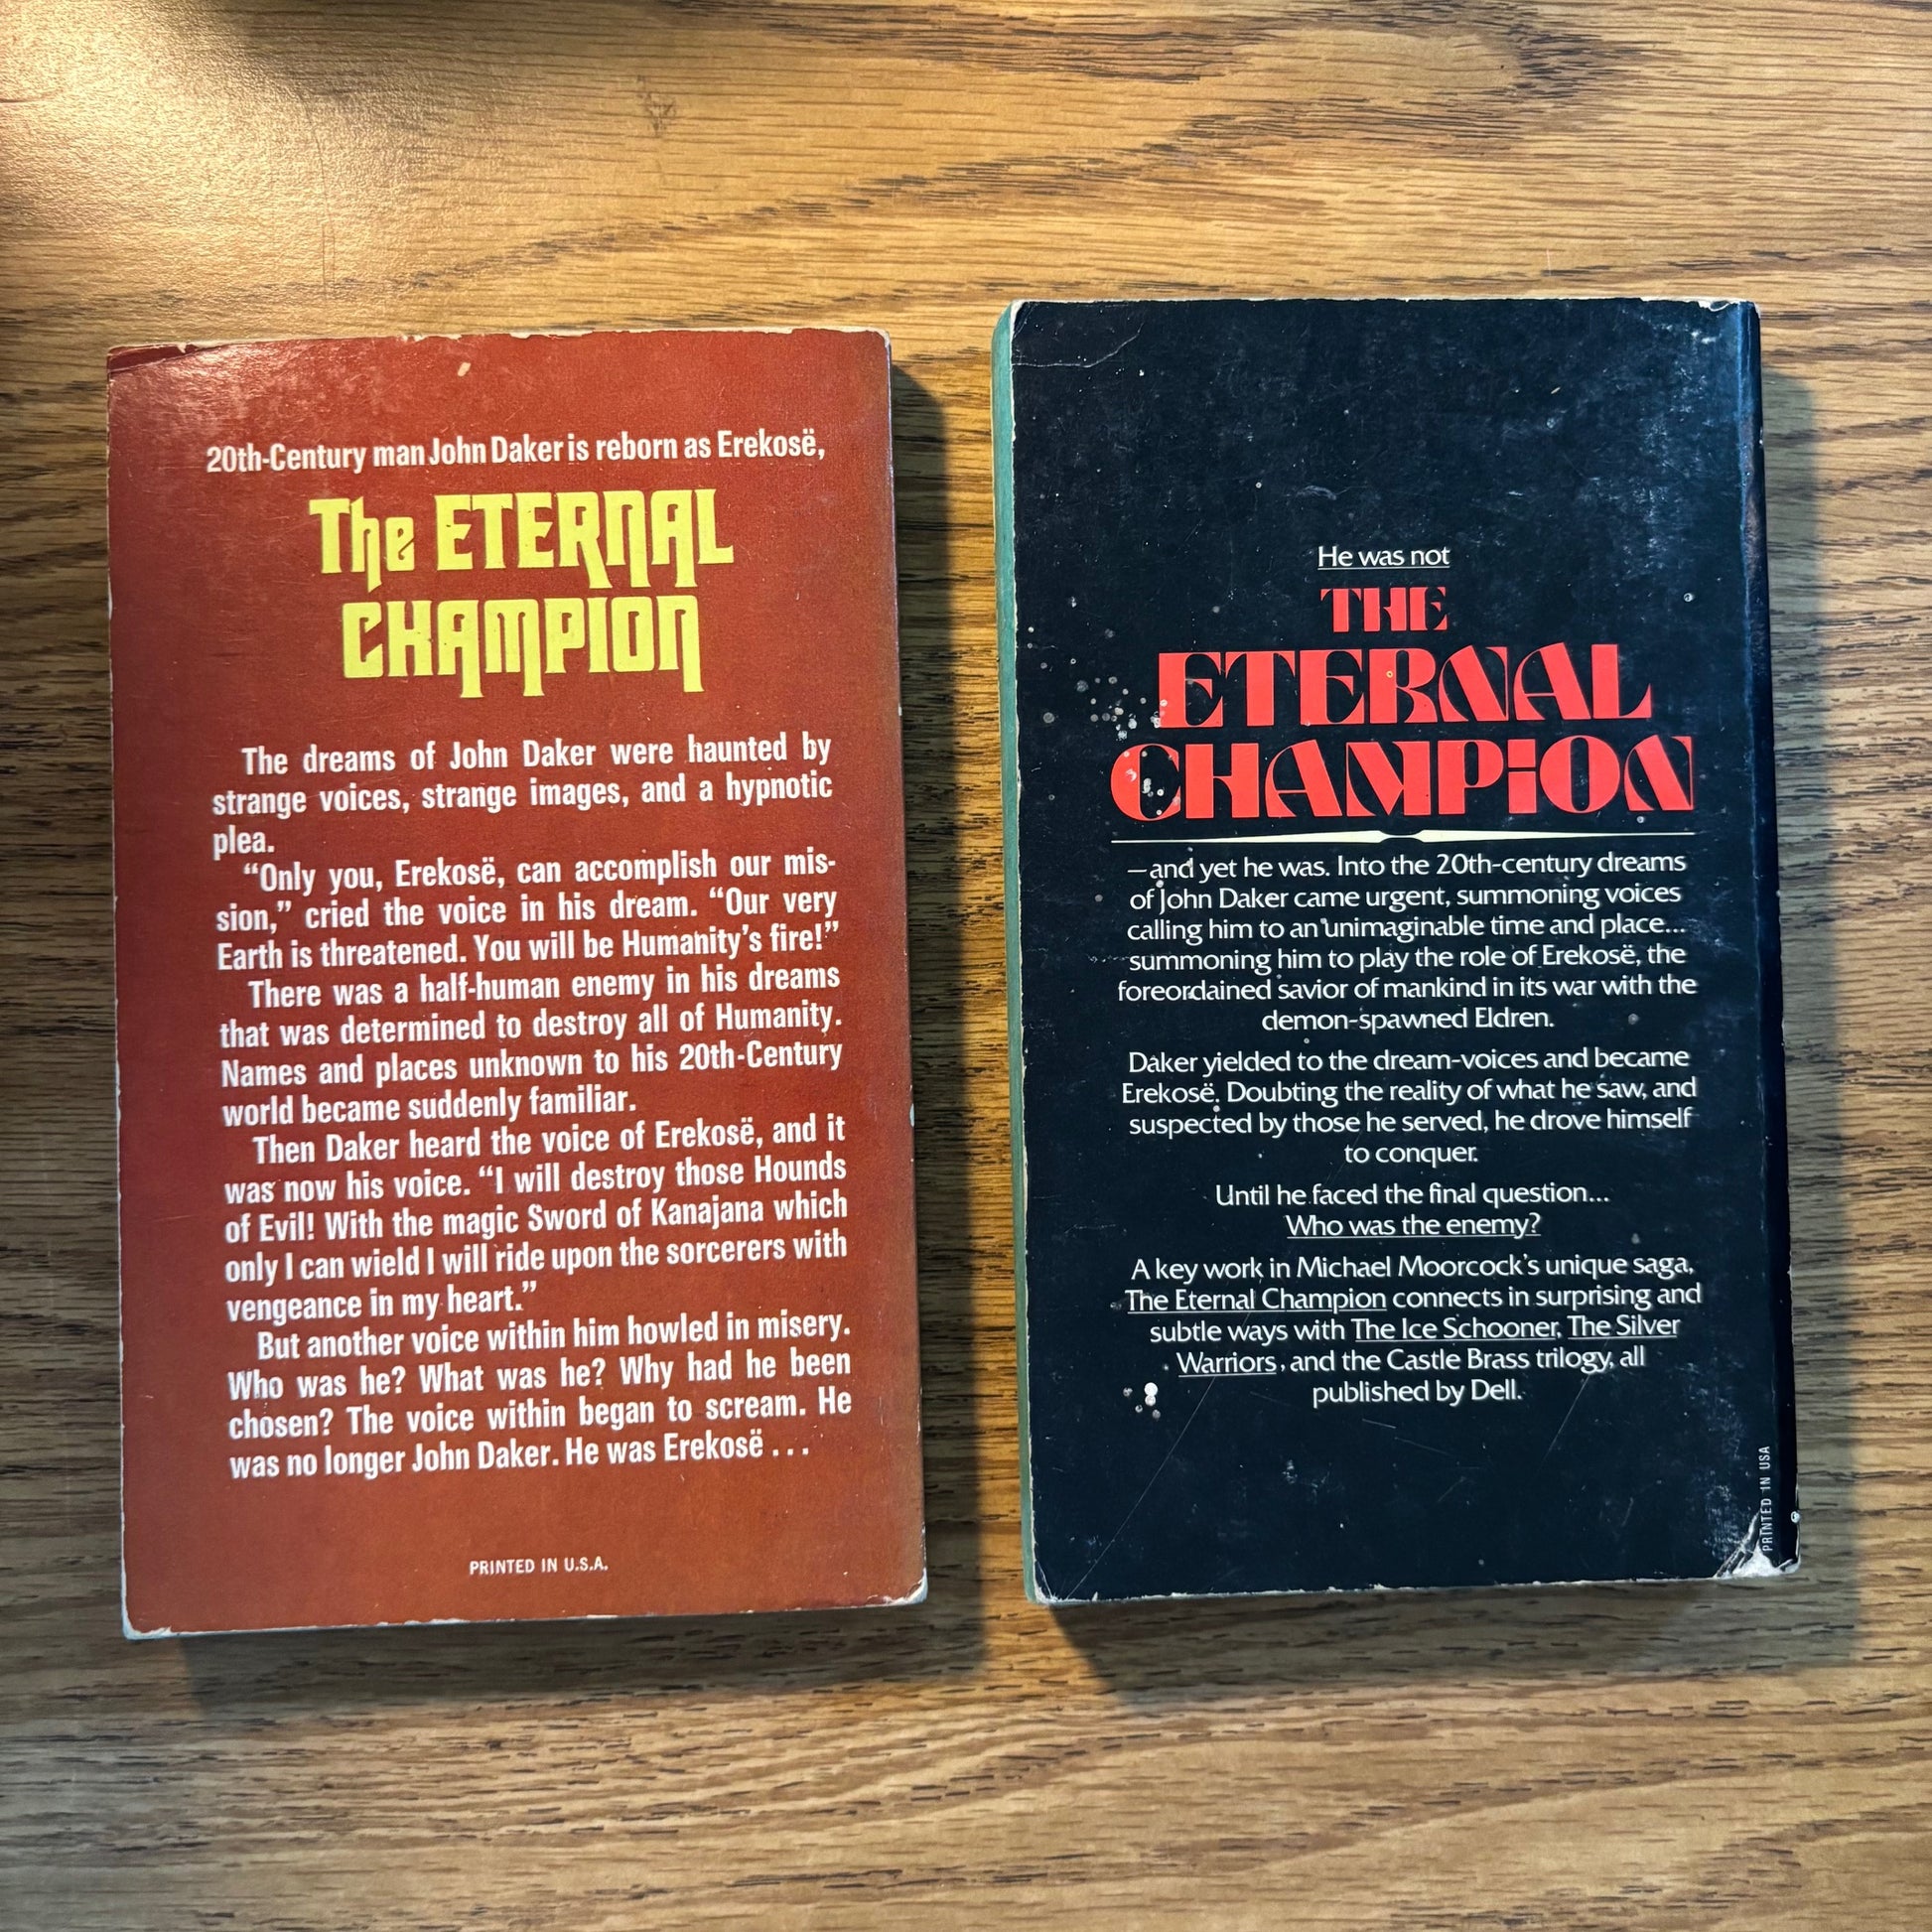 20th-Century man John Daker is reborn as Erekosë,
The ETERNAL
CHAMPION
The dreams of John Daker were haunted by
strange voices, strange images, and a hypnotic
plea.
“Only you, Erekosë, can accomplish our mis-
sion,” cried the voice in his dream. “Our very
Earth is threatened. You will be Humanity’s fire!”
There was a half-human enemy in his dreams
that was determined to destroy all of Humanity.
Names and places unknown to his 20th-Century
world became suddenly familiar.
Then Daker heard the voice of Erekosë, and it
was now his voice. “I will destroy those Hounds
of Evil! With the magic Sword of Kanajana which
only I can wield I will ride upon the sorcerers with
vengeance in my heart.”
But another voice within him howled in misery.
Who was he? What was he? Why had he been
chosen? The voice within began to scream. He
was no longer John Daker. He was Erekosë . . .
PRINTED IN U.S.A.
He was not
THE
ETERNAL
CHAMPiON
—and yet he was. Into the 20th-century dreams
of John Daker came urgent, summoning voices
calling him to an unimaginable time and place...
summoning him to play the role of Erekosë, the
foreordained savior of mankind in its war with the
demon-spawned Eldren.
Daker yielded to the dream-voices and became
Erekosë. Doubting the reality of what he saw, and
suspected by those he served, he drove himself
to conquer.
Until he faced the final question...
Who was the enemy?
A key work in Michael Moorcock’s unique saga,
The Eternal Champion connects in surprising and
subtle ways with The Ice Schooner, The Silver
Warriors, and the Castle Brass trilogy, all
published by Dell.
PRINTED IN USA